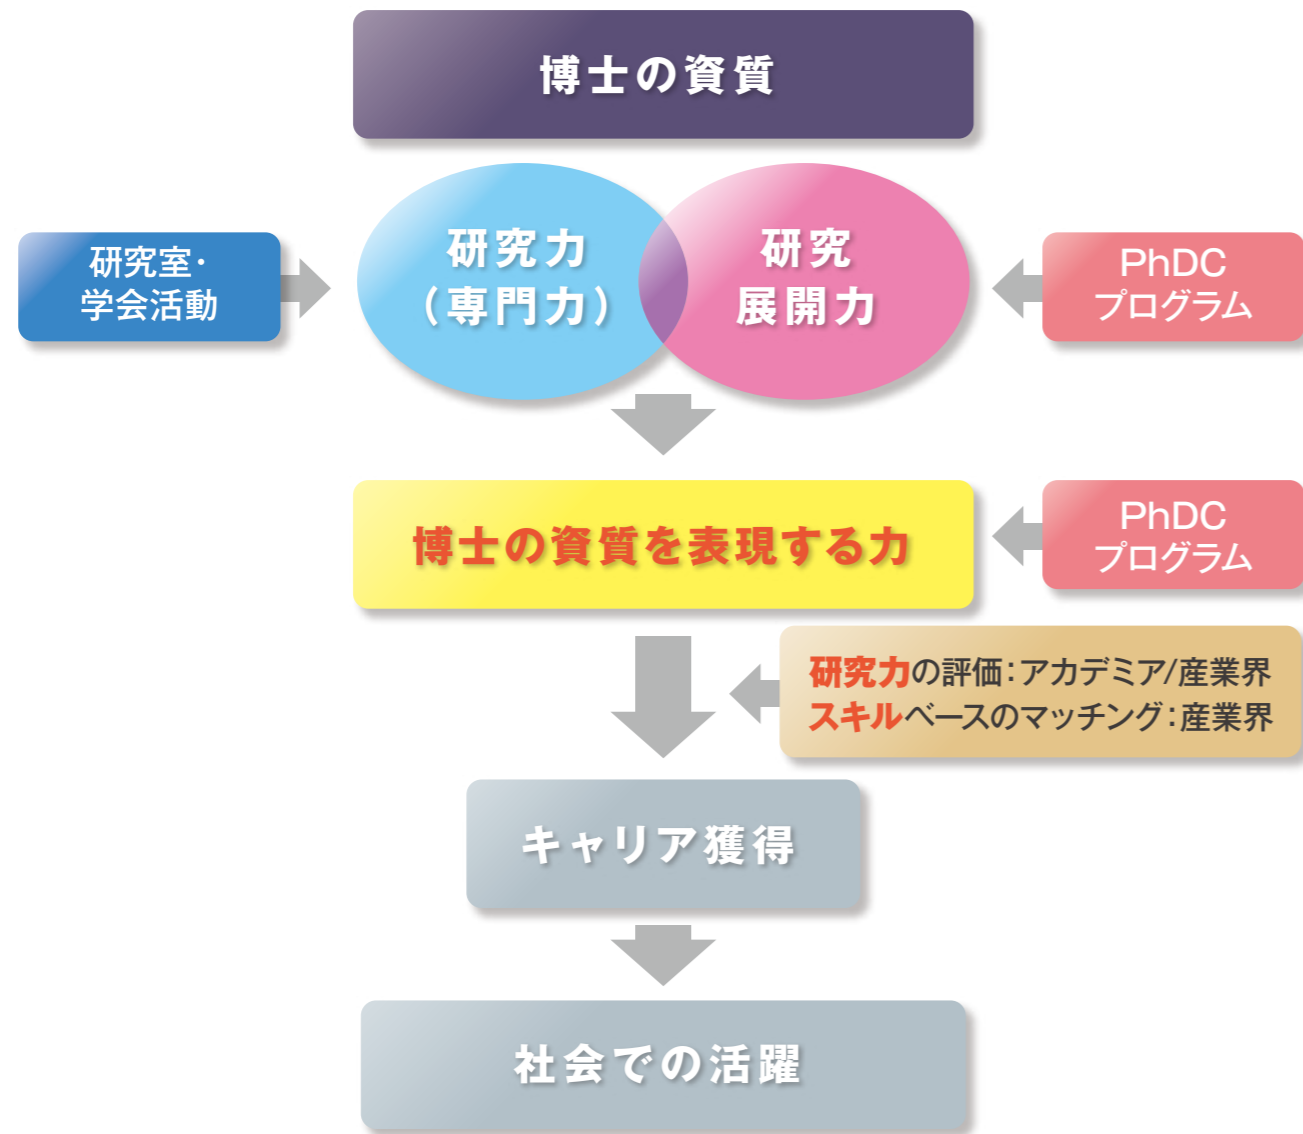 博士の資質
研究室・
学会活動
研究力
（専門力）
研究
展開力
PhDC
プログラム
博士の資質を表現する力
PhDC
プログラム
研究力の評価：アカデミア/産業界
スキルベースのマッチング：産業界
キャリア獲得
社会での活躍